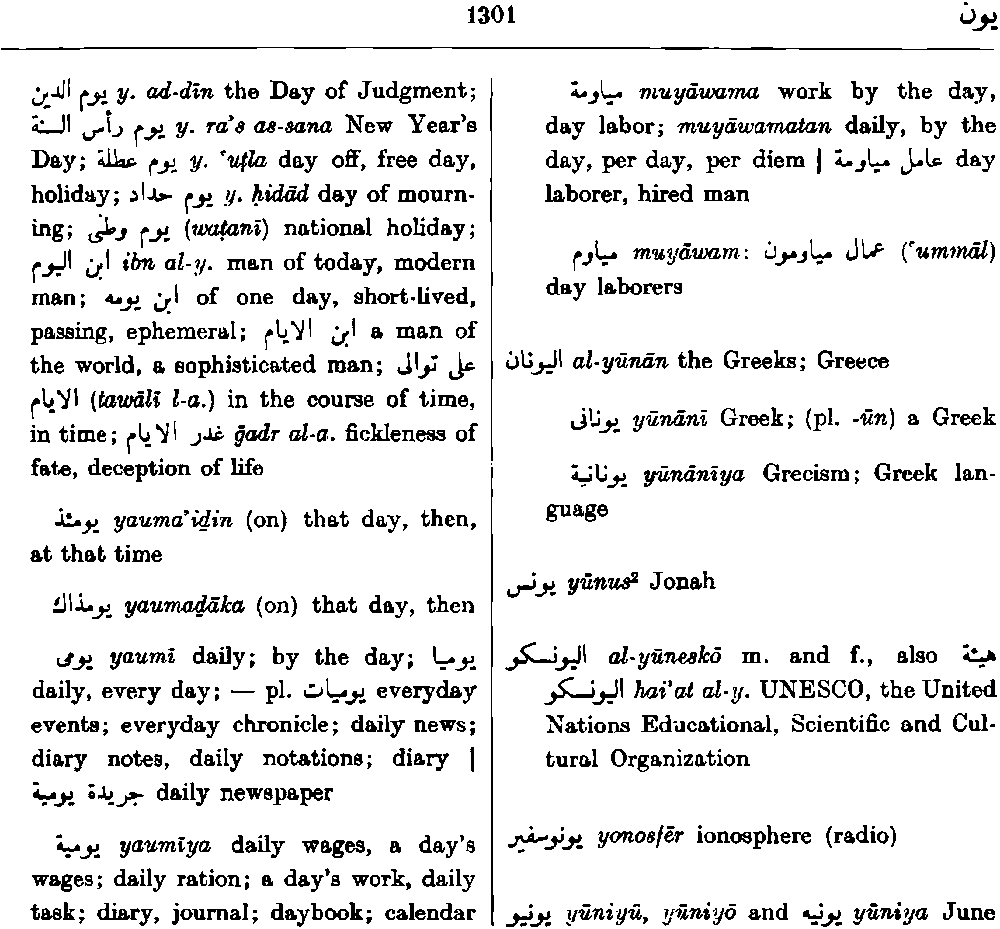 1301
يون
يوم الدين y. ad-dīn the Day of Judgment;
يوم رأس السنة y. ra's as-sana New Year's
Day; يوم عطلة y. ʿuṭla day off, free day,
holiday; يوم حداد y. ḥidād day of mourn-
ing; يوم وطنى (waṭanī) national holiday;
ابن اليوم ibn al-y. man of today, modern
man; ابن يومه of one day, short-lived,
passing, ephemeral; ابن الايام a man of
the world, a sophisticated man; على توالى
الايام (tawālī l-a.) in the course of time,
in time; غدر الايام ḡadr al-a. fickleness of
fate, deception of life
يومئذ yauma'iḏin (on) that day, then,
at that time
يومذاك yaumaḏāka (on) that day, then
يومى yaumī daily; by the day; يوميا
daily, every day; — pl. يوميات everyday
events; everyday chronicle; daily news;
diary notes, daily notations; diary |
جريدة يومية daily newspaper
يومية yaumīya daily wages, a day's
wages; daily ration; a day's work, daily
task; diary, journal; daybook; calendar
مياومة muyāwama work by the day,
day labor; muyāwamatan daily, by the
day, per day, per diem | عامل مياومة day
laborer, hired man
مياوم muyāwam: عمال مياومون (ʿummāl)
day laborers
اليونان al-yūnān the Greeks; Greece
يونانى yūnānī Greek; (pl. -ūn) a Greek
يونانية yūnānīya Grecism; Greek lan-
guage
يونس yūnus² Jonah
اليونسكو al-yūneskō m. and f., also هيئة
اليونسكو hai'at al-y. UNESCO, the United
Nations Educational, Scientific and Cul-
tural Organization
يونوسفير yonosfēr ionosphere (radio)
يونيو yūniyū, yūniyō and يونيه yūniya June